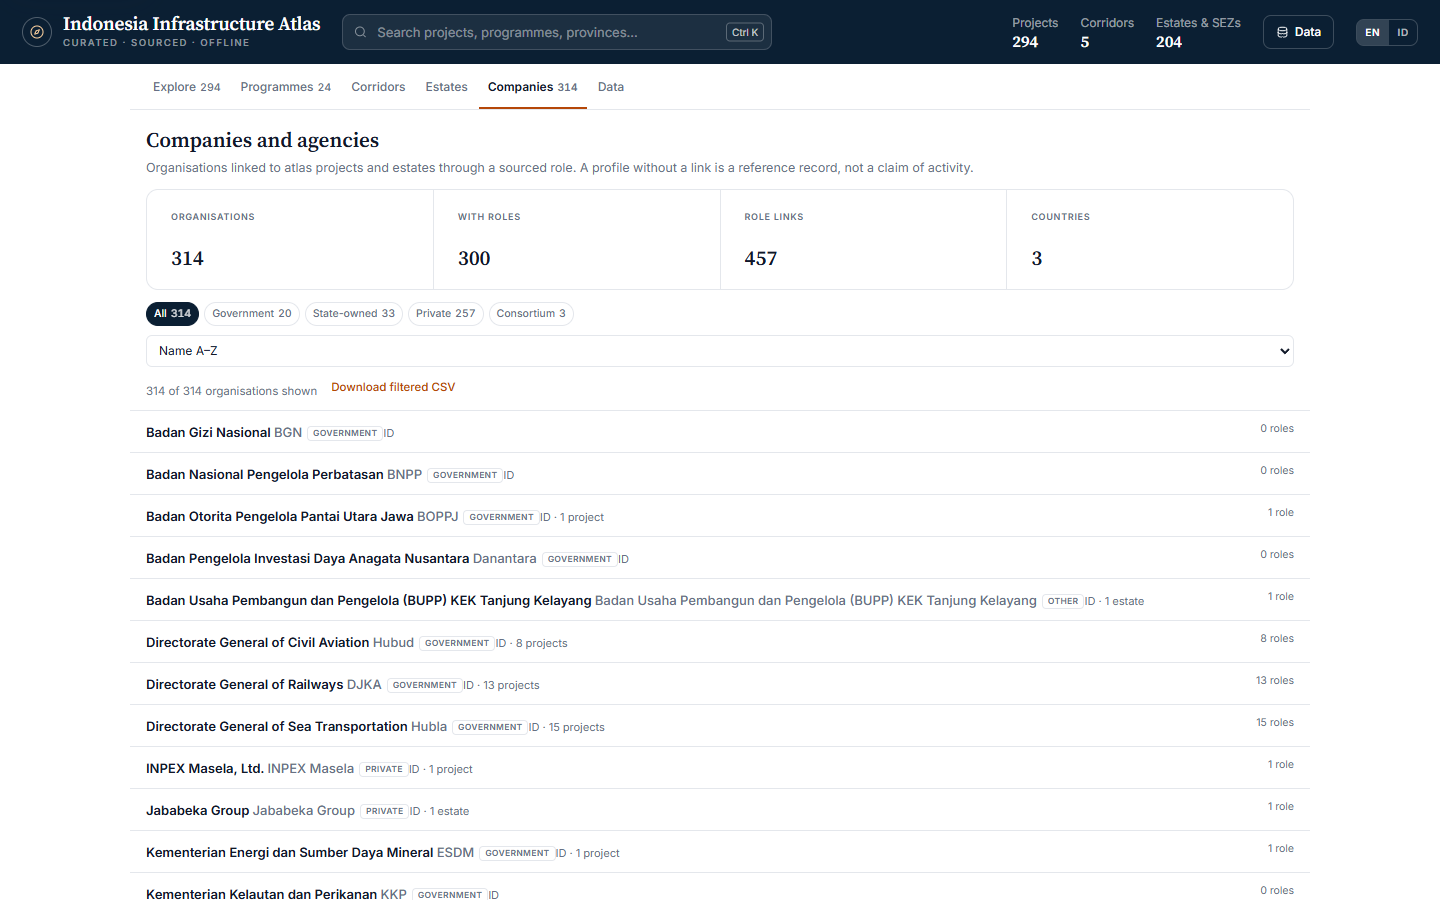 Indonesia Infrastructure Atlas
CURATED · SOURCED · OFFLINE
Search projects, programmes, provinces...
Ctrl K
Projects
294
Corridors
5
Estates & SEZs
204
Data
EN ID
Explore 294 Programmes 24 Corridors Estates Companies 314 Data
Companies and agencies
Organisations linked to atlas projects and estates through a sourced role. A profile without a link is a reference record, not a claim of activity.
ORGANISATIONS
314
WITH ROLES
300
ROLE LINKS
457
COUNTRIES
3
All 314 Government 20 State-owned 33 Private 257 Consortium 3
Name A–Z
314 of 314 organisations shown Download filtered CSV
Badan Gizi Nasional BGN GOVERNMENT ID 0 roles
Badan Nasional Pengelola Perbatasan BNPP GOVERNMENT ID 0 roles
Badan Otorita Pengelola Pantai Utara Jawa BOPPJ GOVERNMENT ID · 1 project 1 role
Badan Pengelola Investasi Daya Anagata Nusantara Danantara GOVERNMENT ID 0 roles
Badan Usaha Pembangun dan Pengelola (BUPP) KEK Tanjung Kelayang Badan Usaha Pembangun dan Pengelola (BUPP) KEK Tanjung Kelayang OTHER ID · 1 estate 1 role
Directorate General of Civil Aviation Hubud GOVERNMENT ID · 8 projects 8 roles
Directorate General of Railways DJKA GOVERNMENT ID · 13 projects 13 roles
Directorate General of Sea Transportation Hubla GOVERNMENT ID · 15 projects 15 roles
INPEX Masela, Ltd. INPEX Masela PRIVATE ID · 1 project 1 role
Jababeka Group Jababeka Group PRIVATE ID · 1 estate 1 role
Kementerian Energi dan Sumber Daya Mineral ESDM GOVERNMENT ID · 1 project 1 role
Kementerian Kelautan dan Perikanan KKP GOVERNMENT ID 0 roles